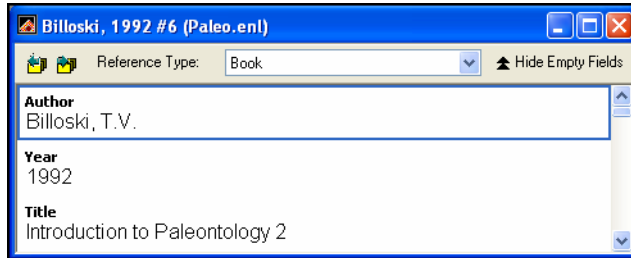 Billoski, 1992 #6 (Paleo.enl)
Reference Type: Book Hide Empty Fields
Author
Billoski, T.V.
Year
1992
Title
Introduction to Paleontology 2